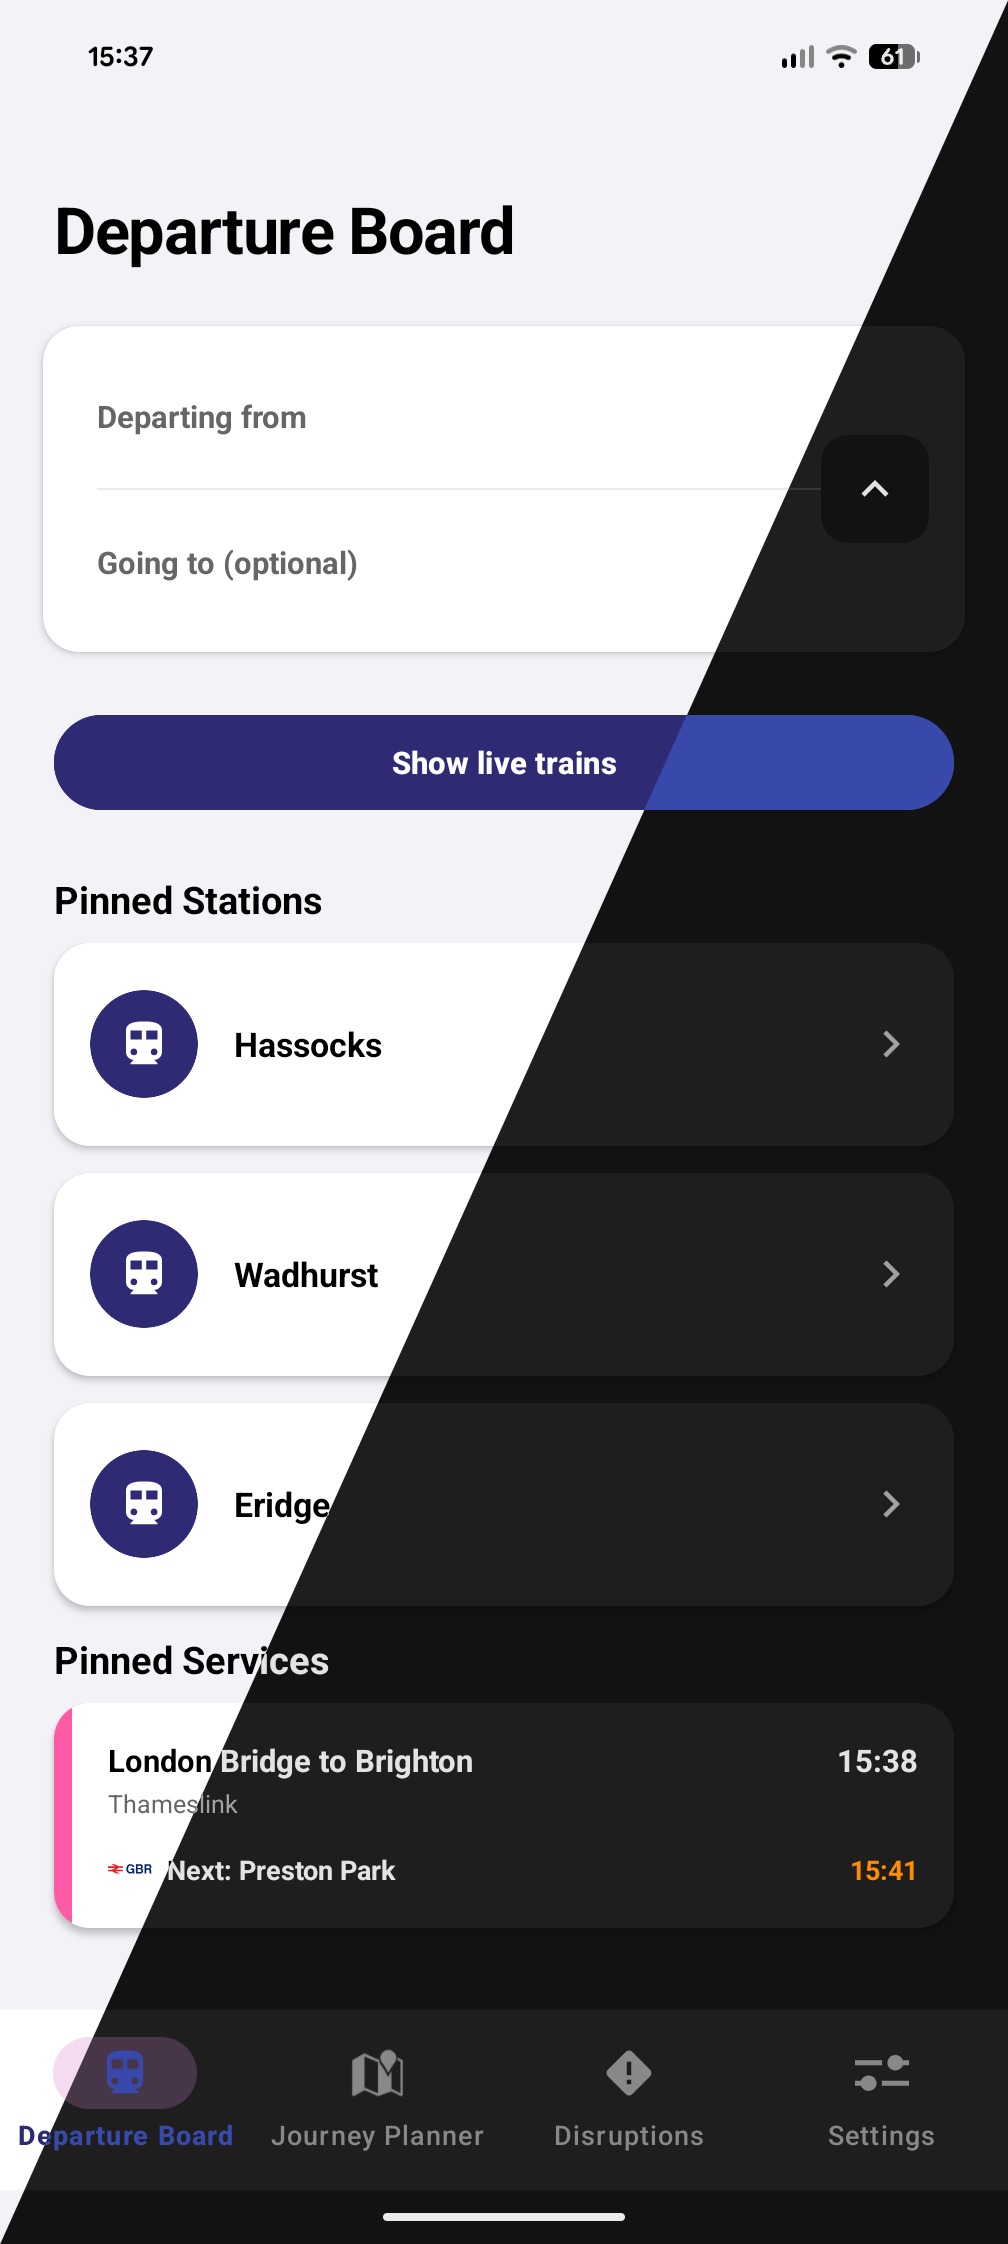 15:37
61
Departure Board
Departing from
Going to (optional)
Show live trains
Pinned Stations
Hassocks
Wadhurst
Eridge
Pinned Services
London Bridge to Brighton 15:38
Thameslink
GBR Next: Preston Park 15:41
Departure Board Journey Planner Disruptions Settings